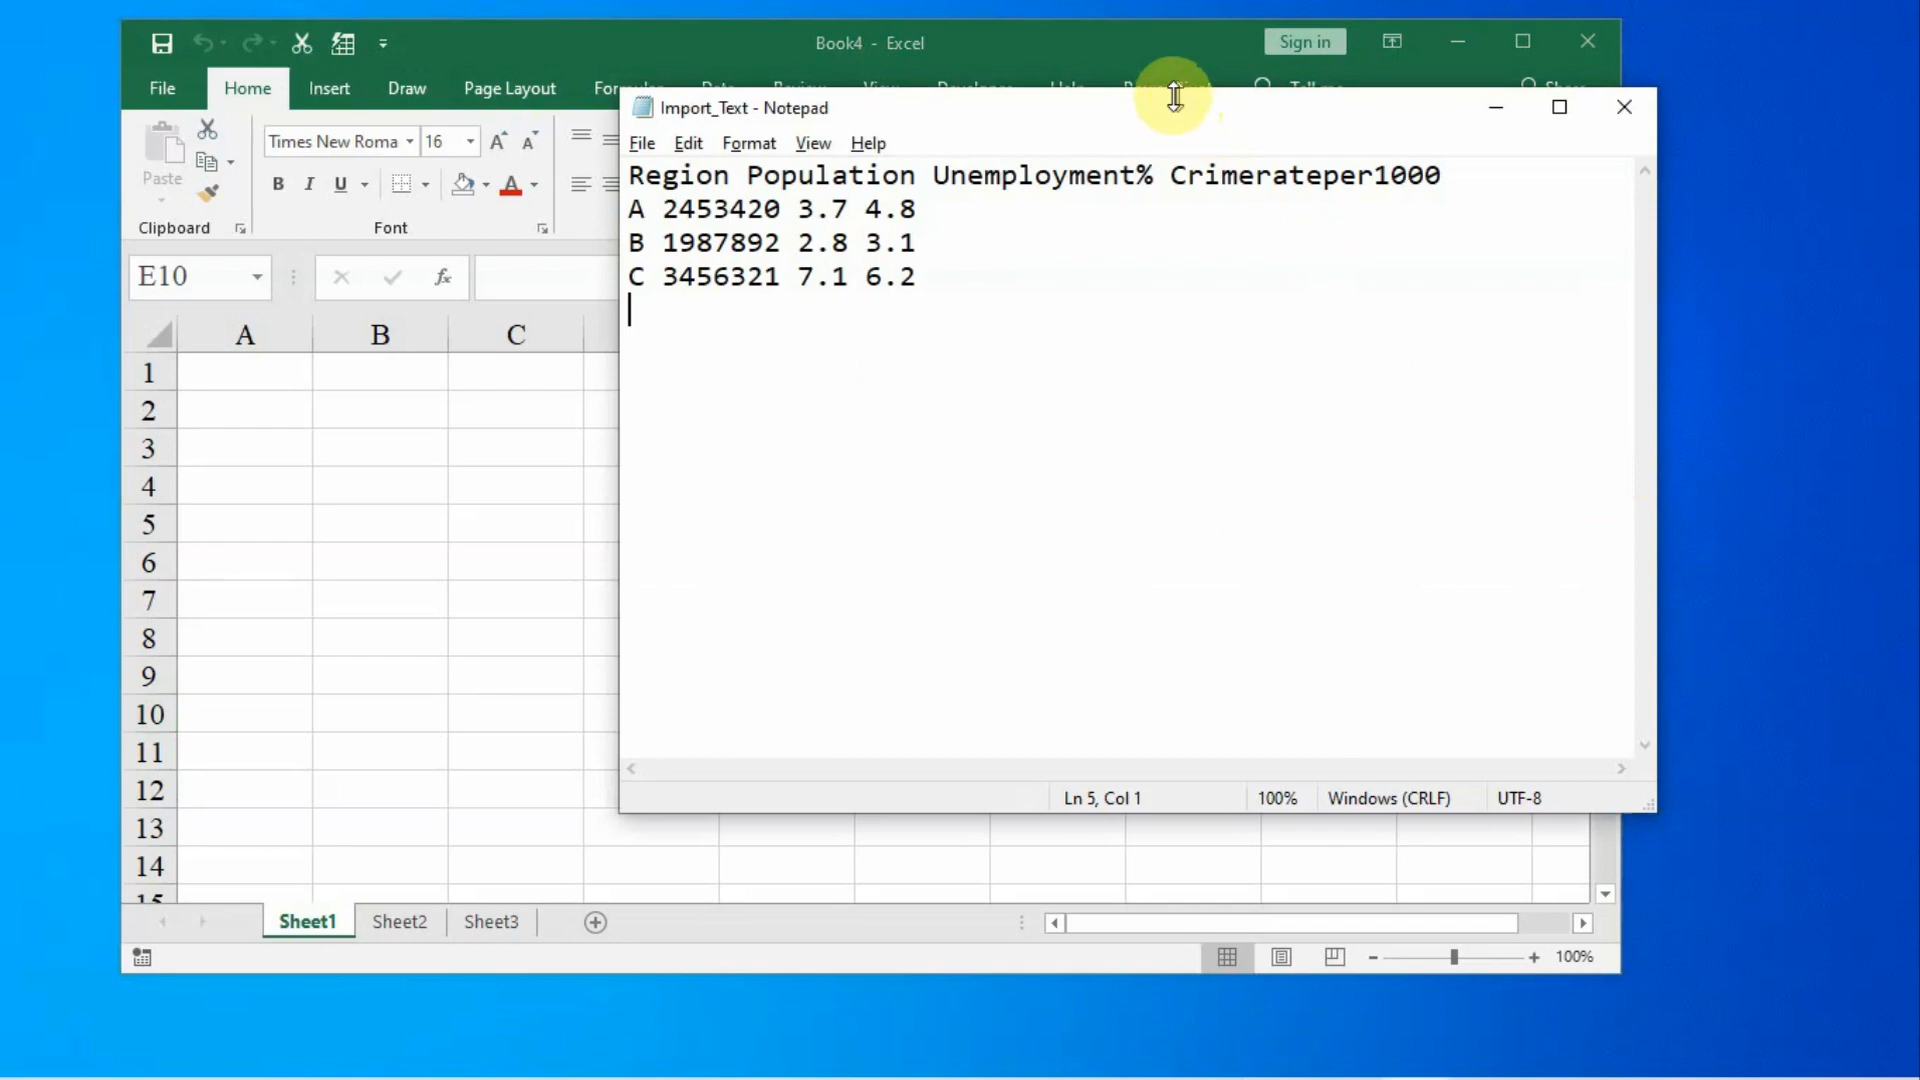 Book4 - Excel
Sign in
File Home Insert Draw Page Layout
Import_Text - Notepad
File Edit Format View Help
Times New Roma 16
Paste
B I U A
Clipboard Font
E10 fx
A B C
1
2
3
4
5
6
7
8
9
10
11
12
13
14
15
Region Population Unemployment% Crimerateper1000
A 2453420 3.7 4.8
B 1987892 2.8 3.1
C 3456321 7.1 6.2
Ln 5, Col 1 100% Windows (CRLF) UTF-8
Sheet1 Sheet2 Sheet3
100%